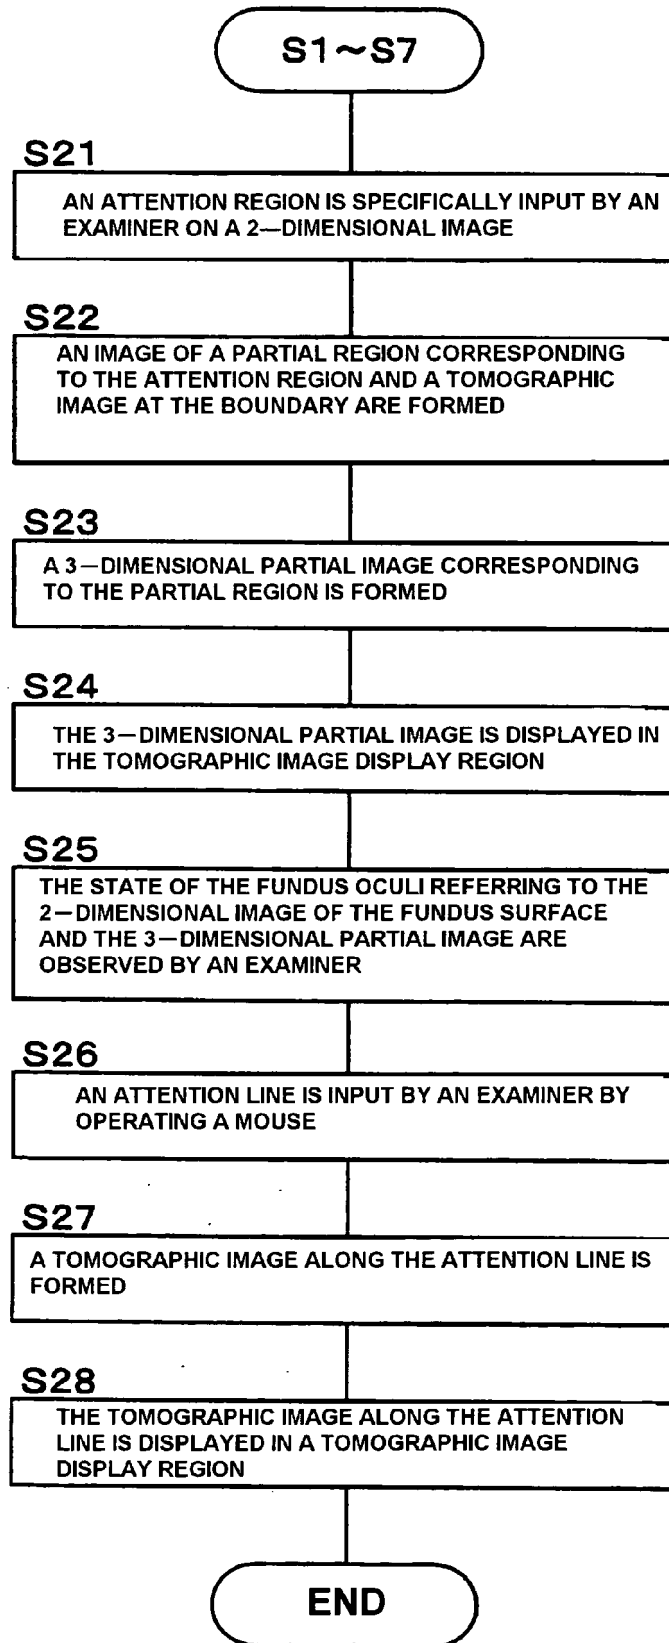 S1~S7
S21
AN ATTENTION REGION IS SPECIFICALLY INPUT BY AN
EXAMINER ON A 2—DIMENSIONAL IMAGE
S22
AN IMAGE OF A PARTIAL REGION CORRESPONDING
TO THE ATTENTION REGION AND A TOMOGRAPHIC
IMAGE AT THE BOUNDARY ARE FORMED
S23
A 3—DIMENSIONAL PARTIAL IMAGE CORRESPONDING
TO THE PARTIAL REGION IS FORMED
S24
THE 3—DIMENSIONAL PARTIAL IMAGE IS DISPLAYED IN
THE TOMOGRAPHIC IMAGE DISPLAY REGION
S25
THE STATE OF THE FUNDUS OCULI REFERRING TO THE
2—DIMENSIONAL IMAGE OF THE FUNDUS SURFACE
AND THE 3—DIMENSIONAL PARTIAL IMAGE ARE
OBSERVED BY AN EXAMINER
S26
AN ATTENTION LINE IS INPUT BY AN EXAMINER BY
OPERATING A MOUSE
S27
A TOMOGRAPHIC IMAGE ALONG THE ATTENTION LINE IS
FORMED
S28
THE TOMOGRAPHIC IMAGE ALONG THE ATTENTION
LINE IS DISPLAYED IN A TOMOGRAPHIC IMAGE
DISPLAY REGION
END